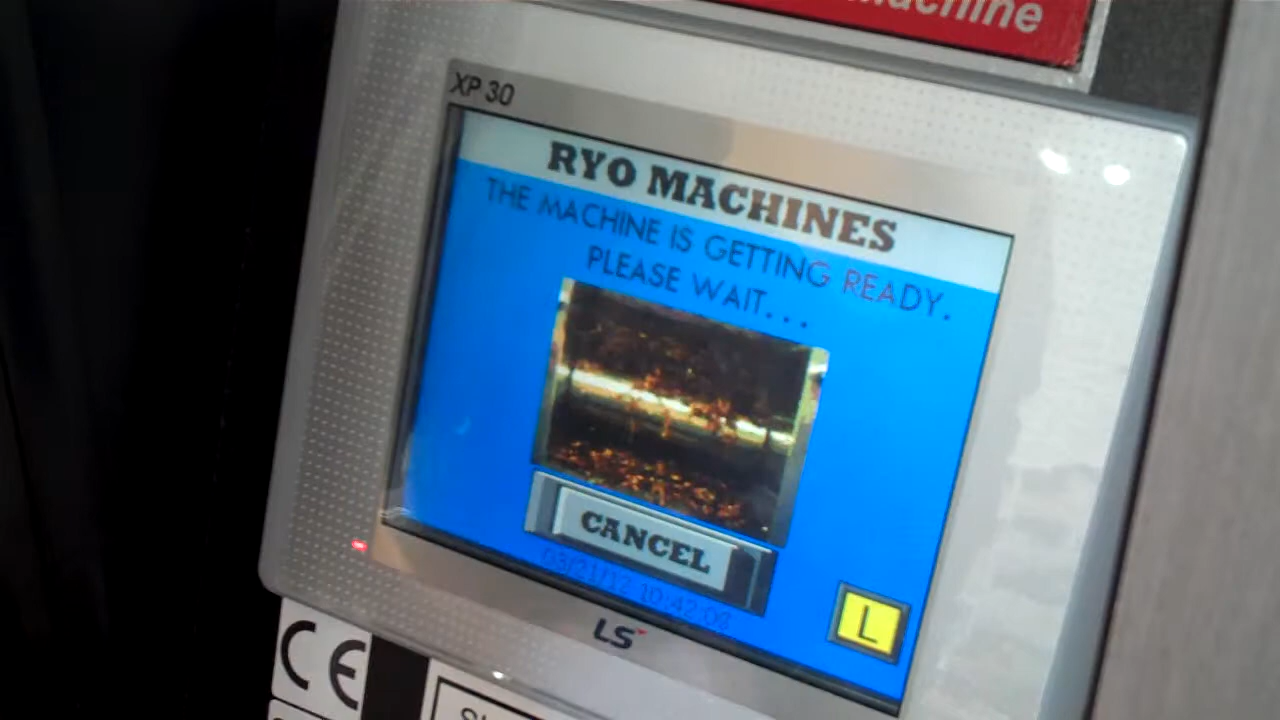 Machine
XP 30
RYO MACHINES
THE MACHINE IS GETTING READY.
PLEASE WAIT...
CANCEL
03/21/12 10:42:08
L
LS
CE